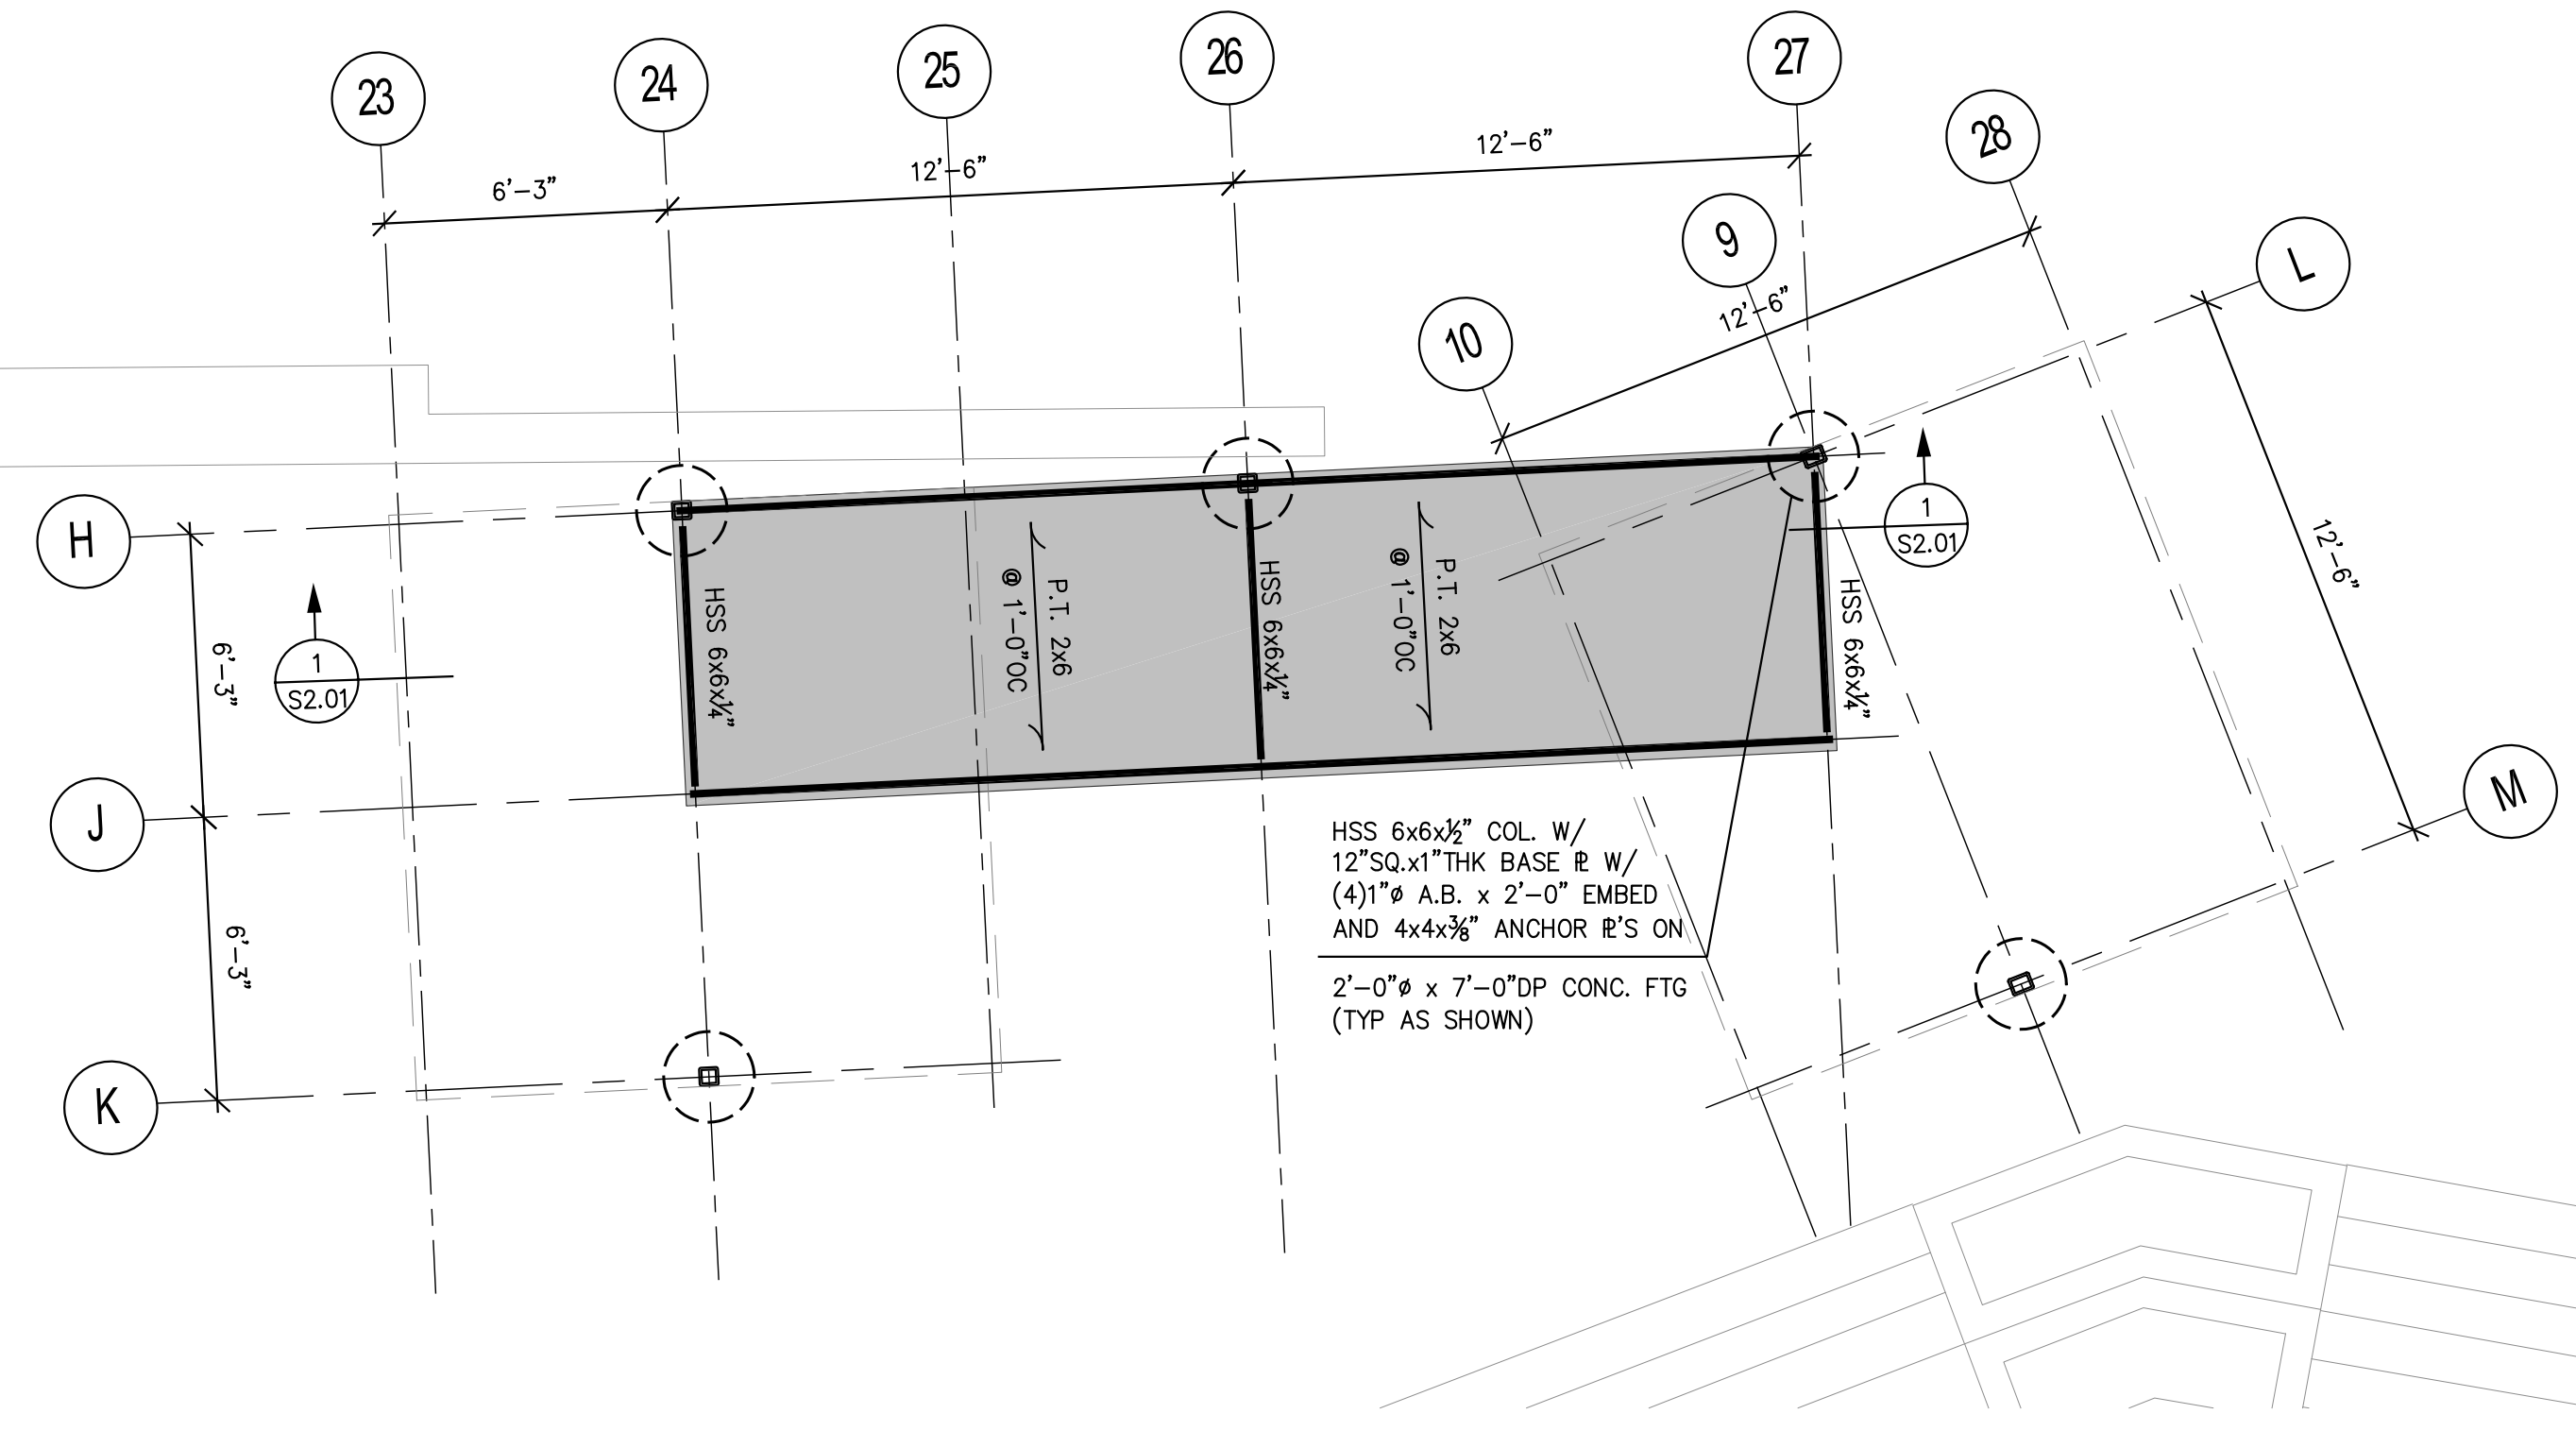 23
24
25
26
27
28
6'-3"
12'-6"
12'-6"
9
10
12'-6"
L
H
J
K
M
6'-3"
6'-3"
12'-6"
1
S2.01
1
S2.01
HSS 6x6x¼"
P.T. 2x6
@ 1'-0"OC
HSS 6x6x¼"
P.T. 2x6
@ 1'-0"OC
HSS 6x6x¼"
HSS 6x6x½" COL. W/
12"SQ.x1"THK BASE ℄ W/
(4)1"ø A.B. x 2'-0" EMBED
AND 4x4x⅜" ANCHOR ℄'S ON
2'-0"ø x 7'-0"DP CONC. FTG
(TYP AS SHOWN)